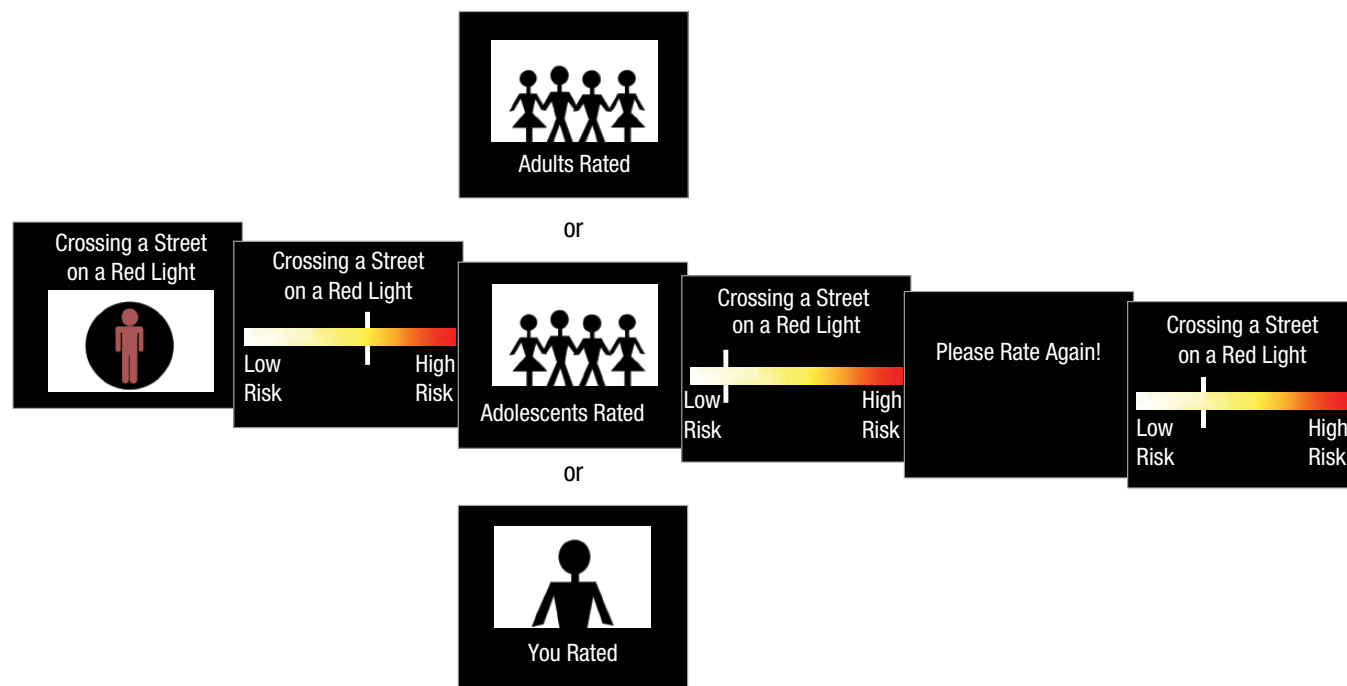 Adults Rated
or
Crossing a Street
on a Red Light
Crossing a Street
on a Red Light
Low
Risk
High
Risk
Adolescents Rated
Crossing a Street
on a Red Light
Low
Risk
High
Risk
Please Rate Again!
Crossing a Street
on a Red Light
Low
Risk
High
Risk
or
You Rated